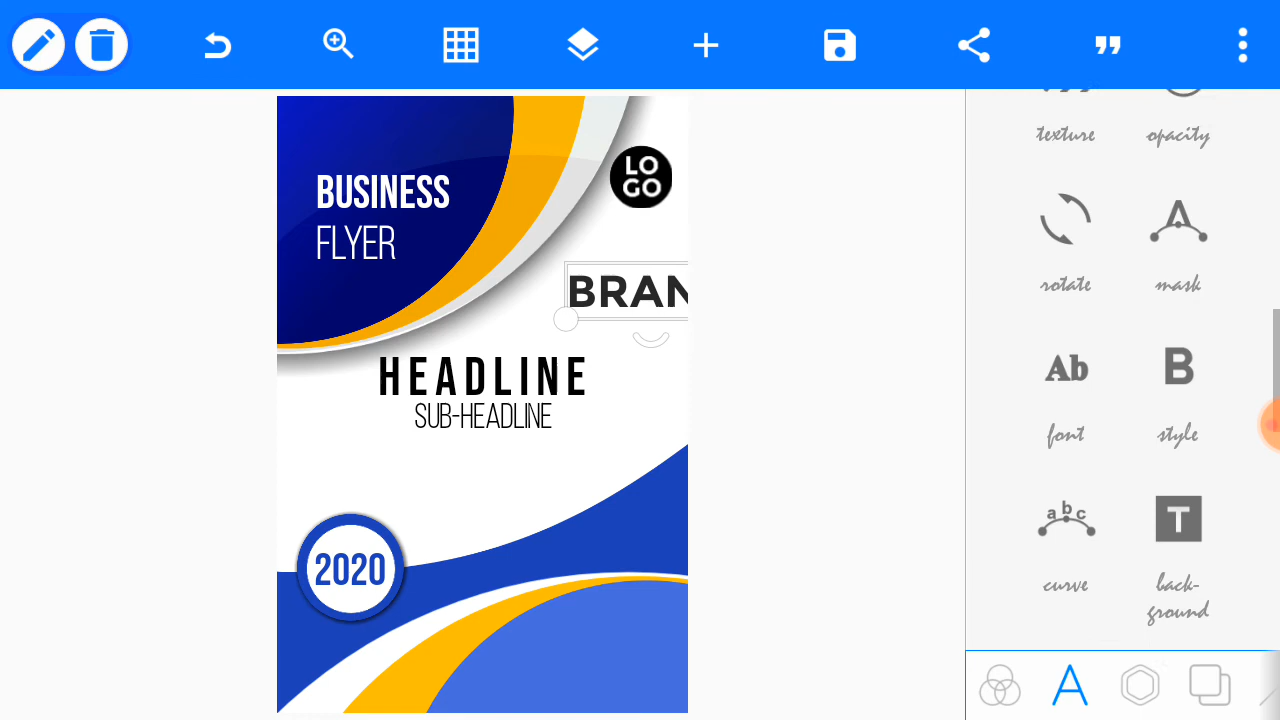 texture opacity
LO
GO
BUSINESS
FLYER
BRAN
rotate mask
HEADLINE
SUB-HEADLINE
Ab B
font style
abc T
curve back-
ground
2020
A